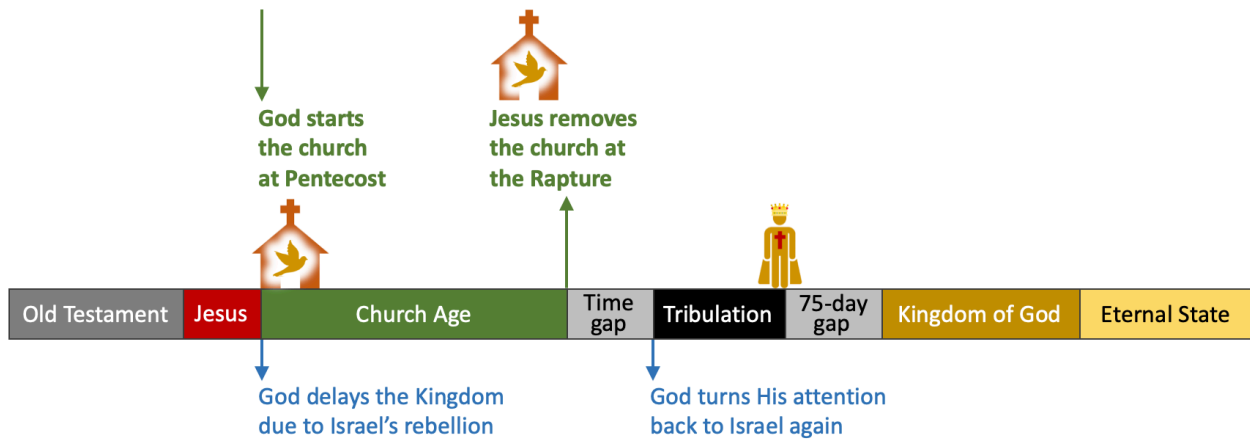 God starts
the church
at Pentecost
Jesus removes
the church at
the Rapture
Old Testament
Jesus
Church Age
Time
gap
Tribulation
75-day
gap
Kingdom of God
Eternal State
God delays the Kingdom
due to Israel's rebellion
God turns His attention
back to Israel again